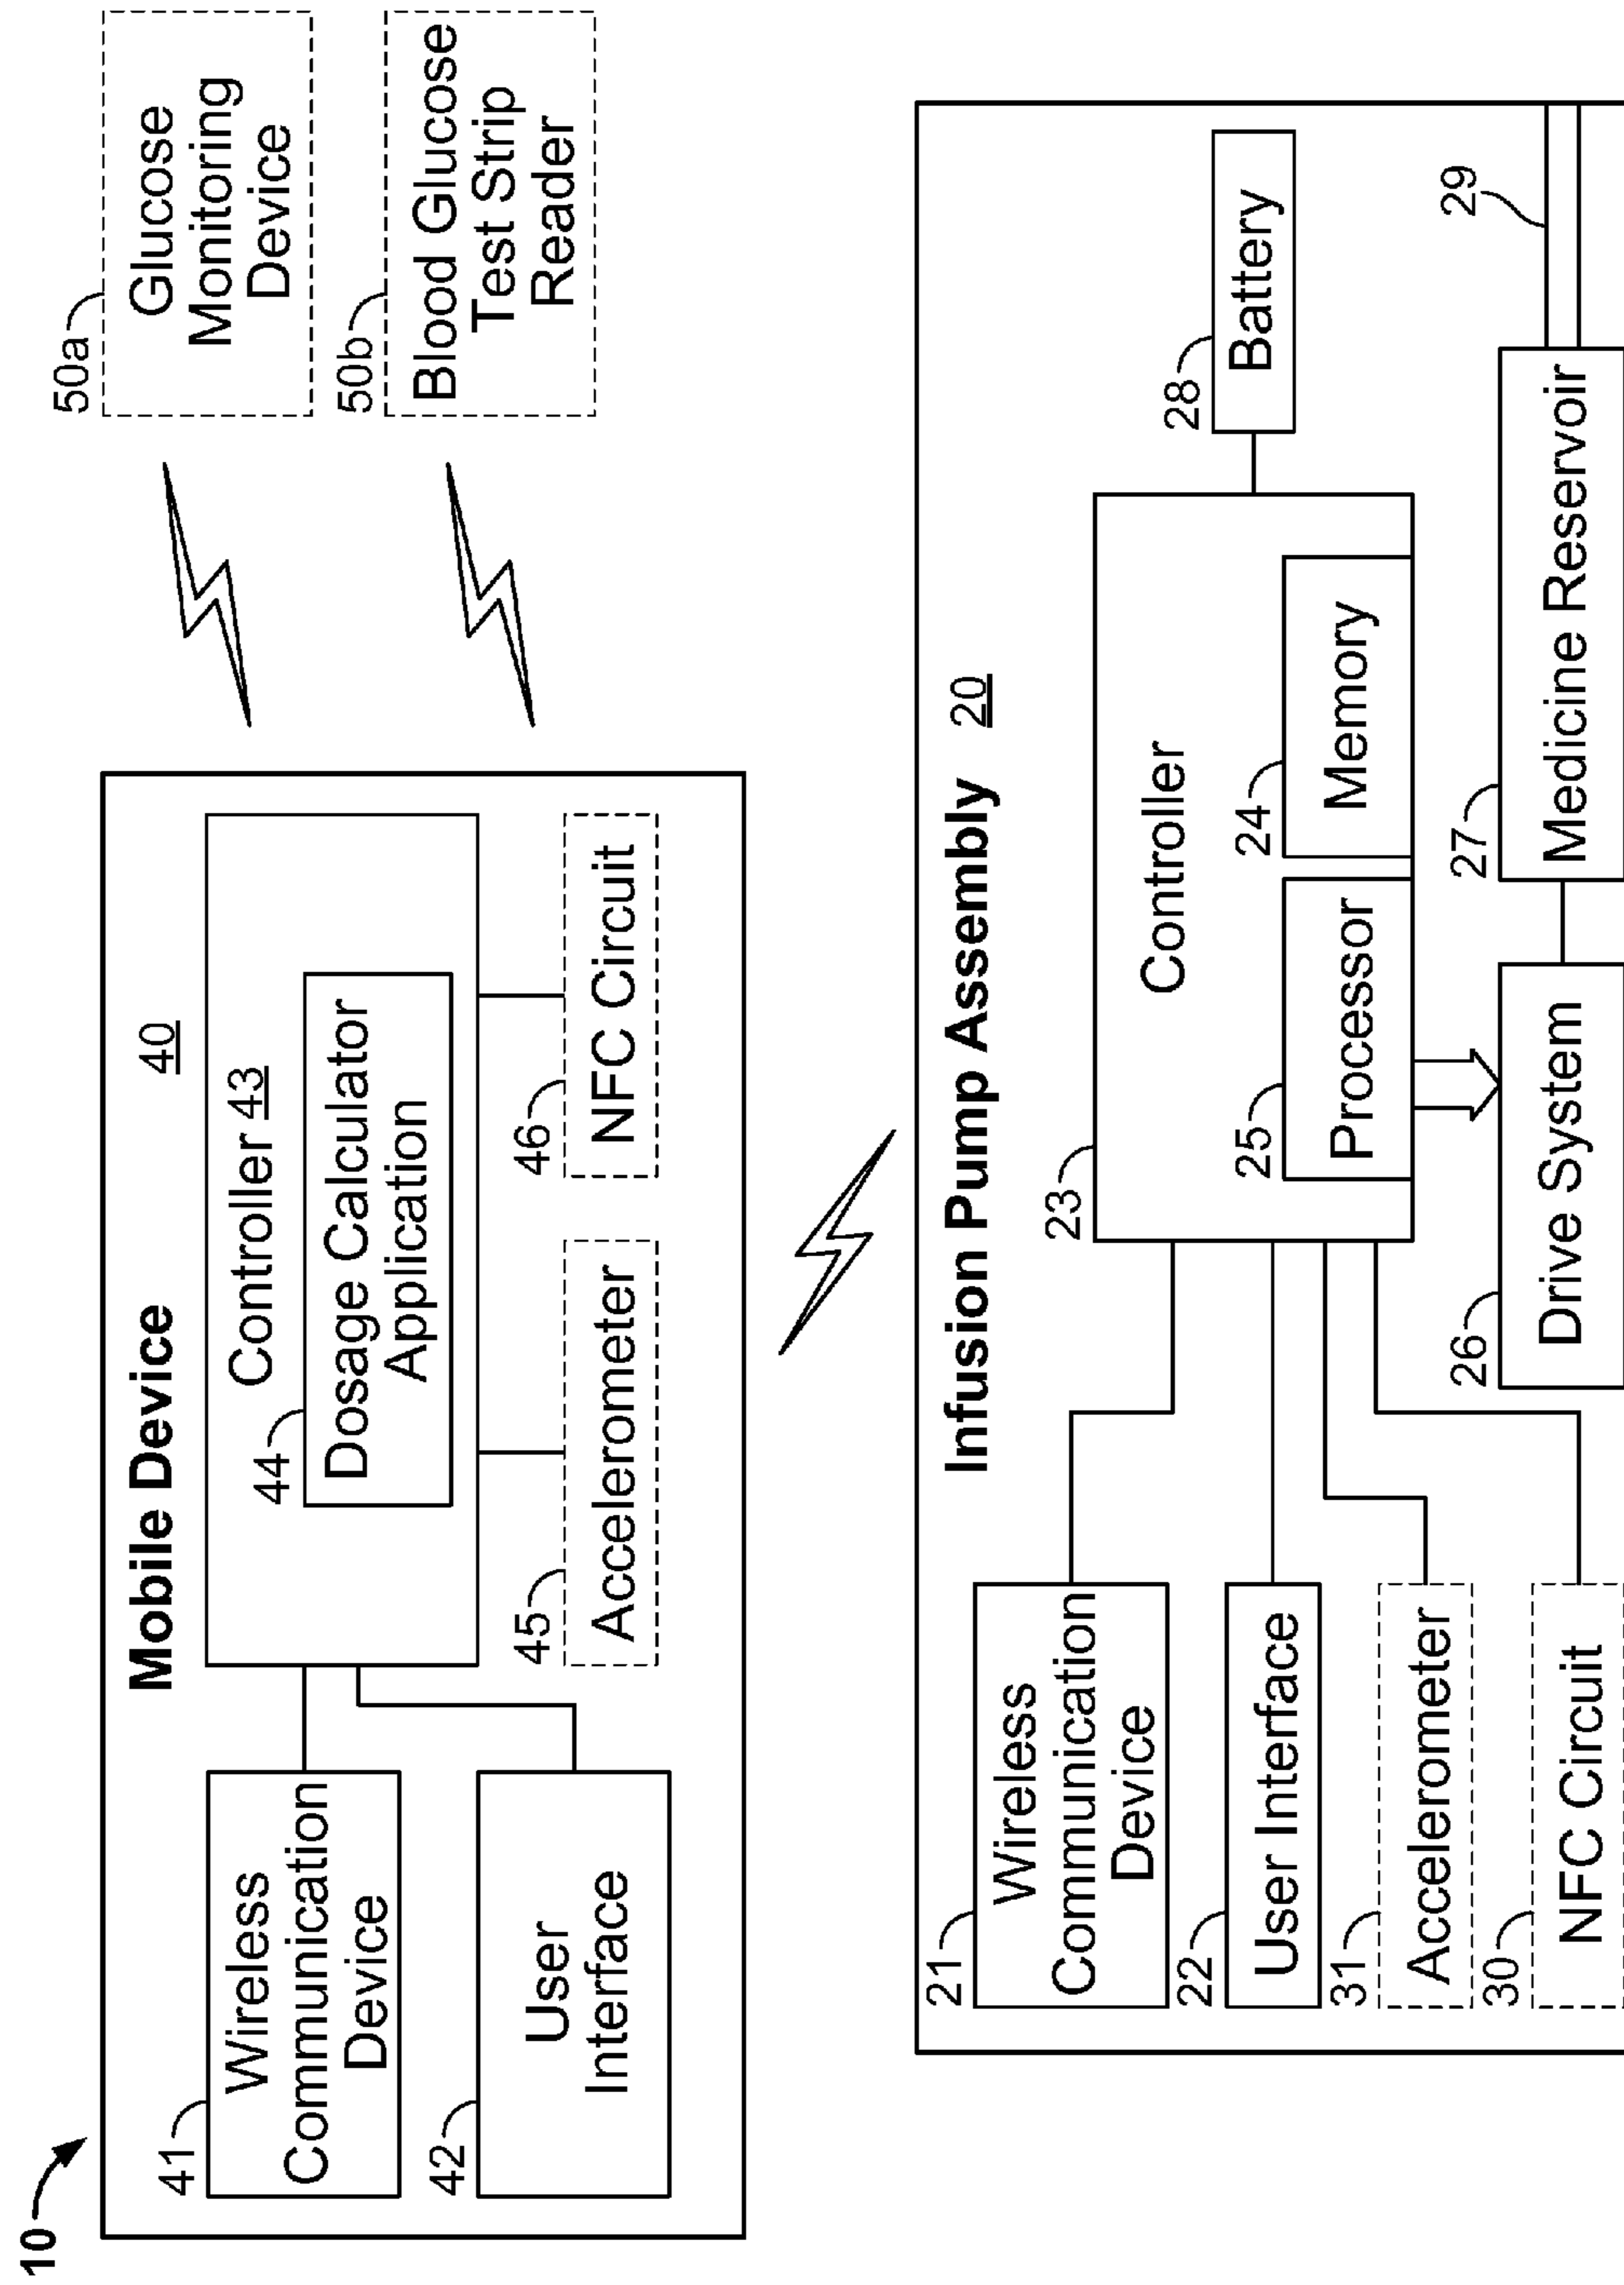 10
Mobile Device 40
41
Wireless
Communication
Device
42
User
Interface
Controller 43
44
Dosage Calculator
Application
45
Accelerometer
46
NFC Circuit
50a
Glucose
Monitoring
Device
50b
Blood Glucose
Test Strip
Reader
Infusion Pump Assembly 20
21
Wireless
Communication
Device
22
User Interface
31
Accelerometer
30
NFC Circuit
23
Controller
25
Processor
24
Memory
28
Battery
26
Drive System
27
Medicine Reservoir
29